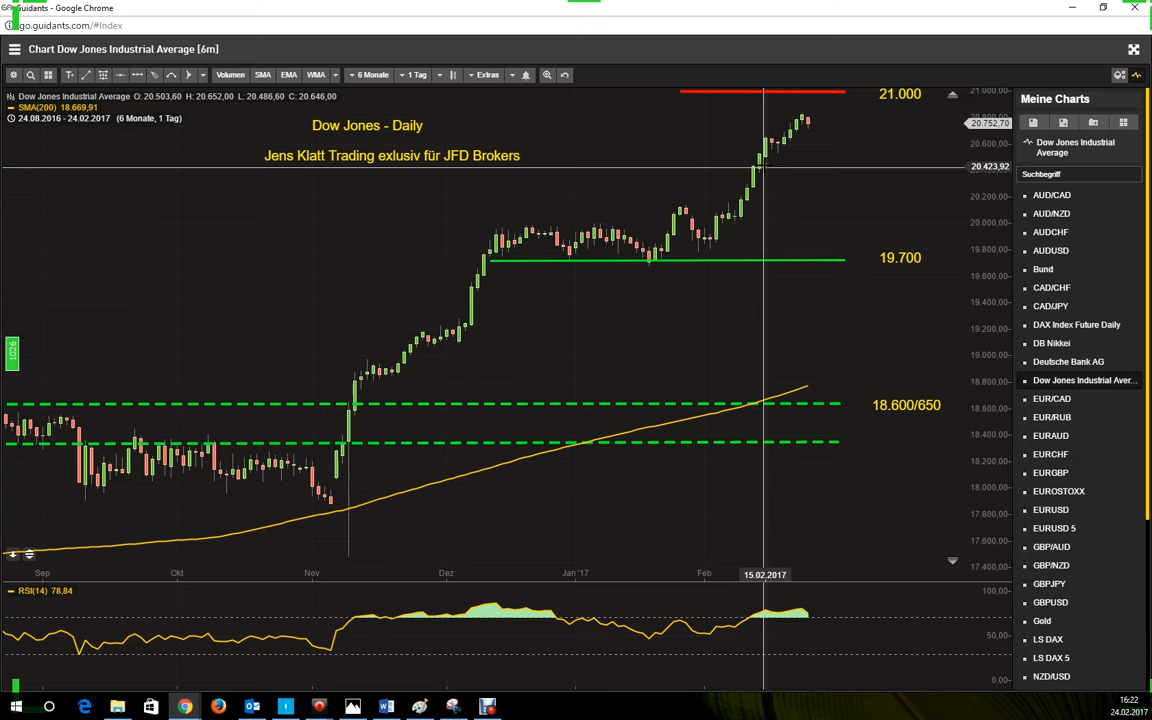 Guidants - Google Chrome
go.guidants.com/#Index
Chart Dow Jones Industrial Average [6m]
Volumen SMA EMA WMA 6 Monate 1 Tag Extras
Dow Jones Industrial Average O: 20.503,60 H: 20.652,00 L: 20.486,60 C: 20.646,00
SMA(200) 18.669,91
24.08.2016 - 24.02.2017 (6 Monate, 1 Tag)
Dow Jones - Daily
Jens Klatt Trading exlusiv für JFD Brokers
21.000
19.700
18.600/650
1026
21.000,00
20.752,70
20.600,00
20.423,92
20.200,00
20.000,00
19.800,00
19.600,00
19.400,00
19.200,00
19.000,00
18.800,00
18.600,00
18.400,00
18.200,00
18.000,00
17.800,00
17.600,00
17.400,00
Sep Okt Nov Dez Jan '17 Feb 15.02.2017
RSI(14) 78,84
100,00
50,00
0,00
Meine Charts
Dow Jones Industrial
Average
Suchbegriff
AUD/CAD
AUD/NZD
AUDCHF
AUDUSD
Bund
CAD/CHF
CAD/JPY
DAX Index Future Daily
DB Nikkei
Deutsche Bank AG
Dow Jones Industrial Aver...
EUR/CAD
EUR/RUB
EURAUD
EURCHF
EURGBP
EUROSTOXX
EURUSD
EURUSD 5
GBP/AUD
GBP/NZD
GBPJPY
GBPUSD
Gold
LS DAX
LS DAX 5
NZD/USD
16:22
24.02.2017